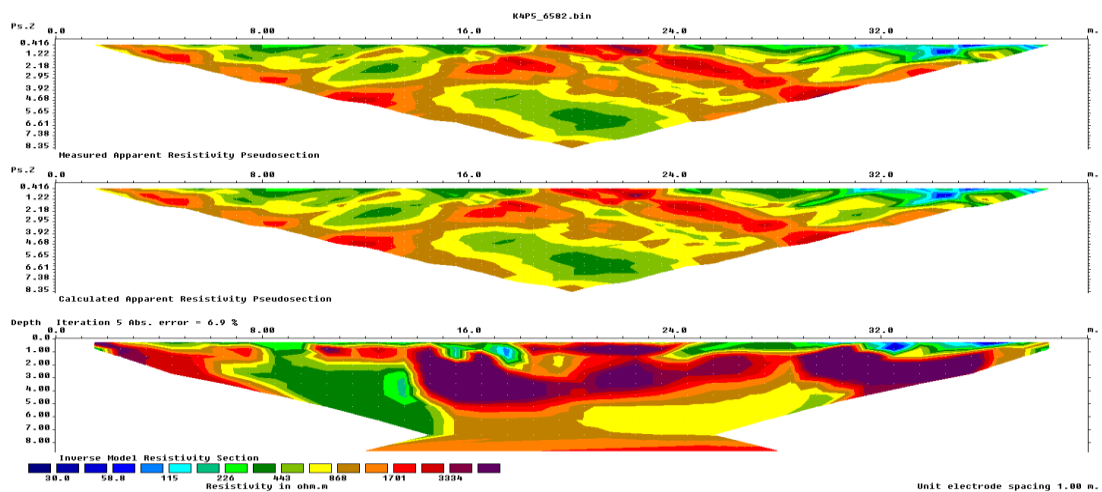 K4P5_6582.bin
Ps.Z 0.0 8.00 16.0 24.0 32.0 m.
0.416
1.22
2.18
2.95
3.92
4.68
5.65
6.61
7.38
8.35
Measured Apparent Resistivity Pseudosection
Ps.Z 0.0 8.00 16.0 24.0 32.0 m.
0.416
1.22
2.18
2.95
4.68
5.65
6.61
7.38
8.35
Calculated Apparent Resistivity Pseudosection
Depth Iteration 5 Abs. error = 6.9 %
0.0 8.00 16.0 24.0 32.0 m.
0.0
1.00
2.00
3.00
4.00
5.00
6.00
7.00
8.00
Inverse Model Resistivity Section
30.0 58.8 115 226 443 868 1701 3334
Resistivity in ohm.m
Unit electrode spacing 1.00 m.